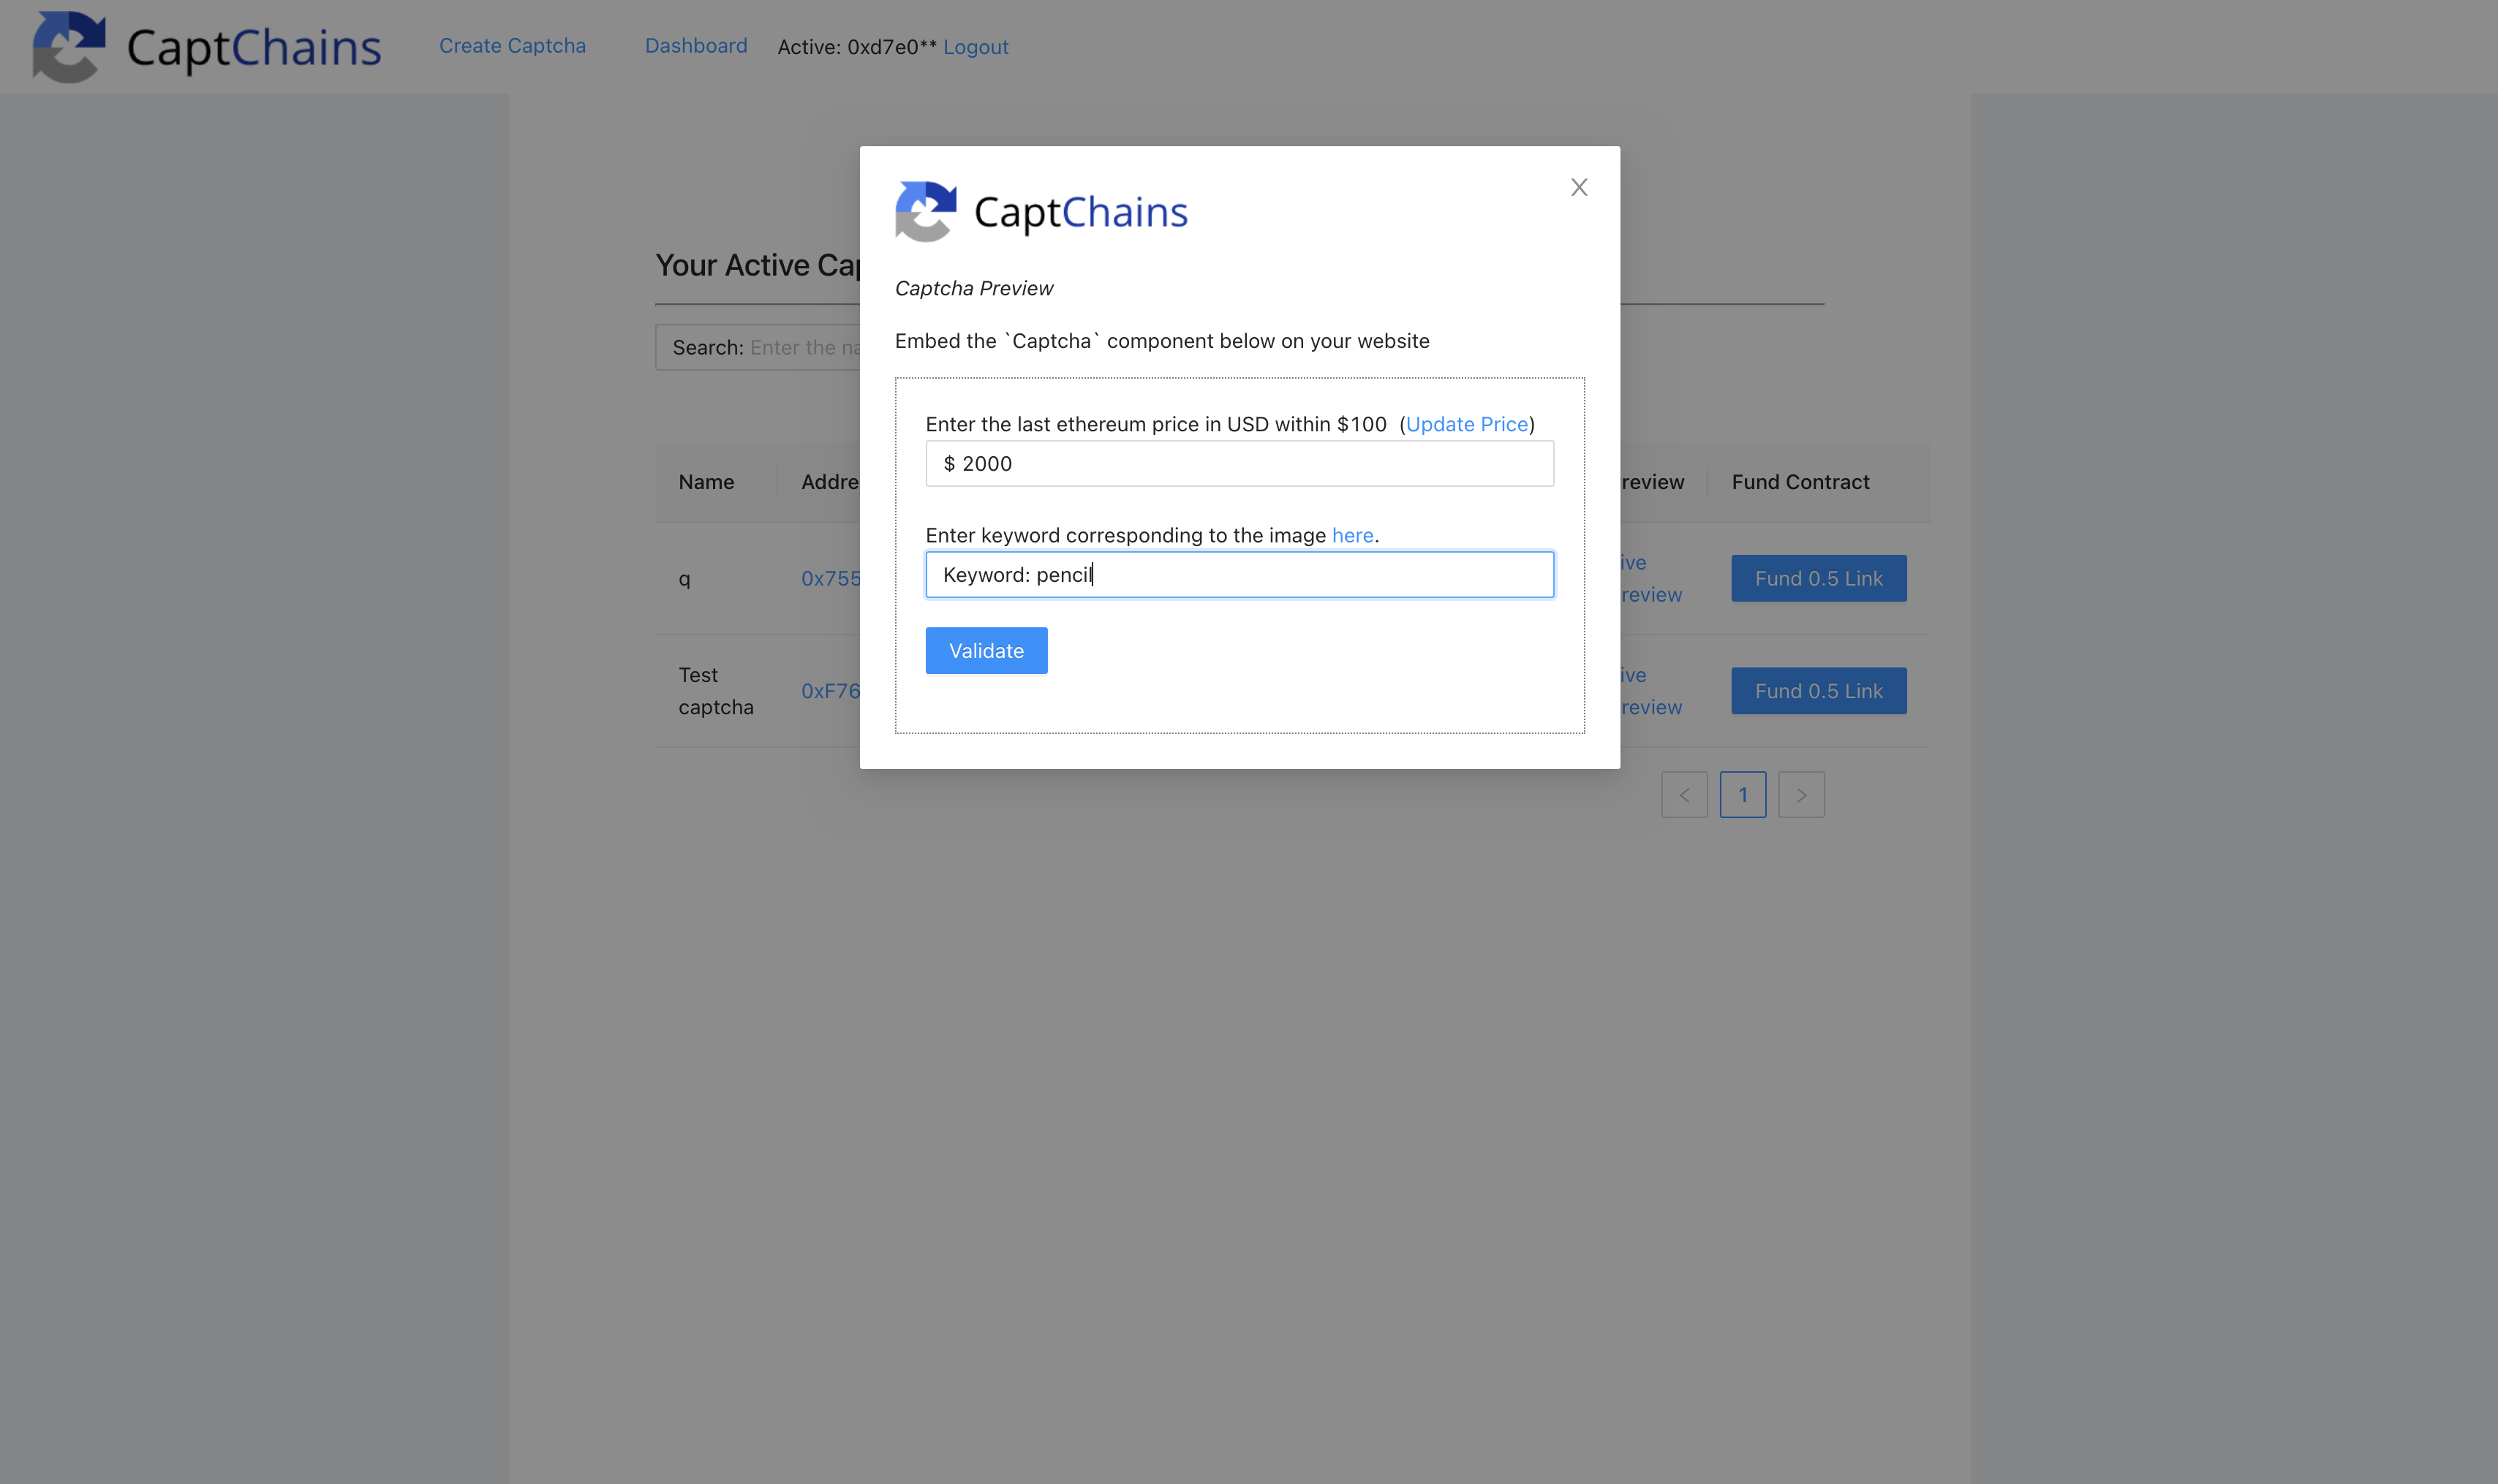 CaptChains Create Captcha Dashboard Active: 0xd7e0** Logout
CaptChains
X
Captcha Preview
Embed the `Captcha` component below on your website
Your Active
Search: Enter the
Enter the last ethereum price in USD within $100 (Update Price)
$ 2000
Enter keyword corresponding to the image here.
Keyword: pencil
Validate
Name Addre review Fund Contract
q 0x755 ive
review Fund 0.5 Link
Test
captcha 0xF76 ive
review Fund 0.5 Link
< 1 >